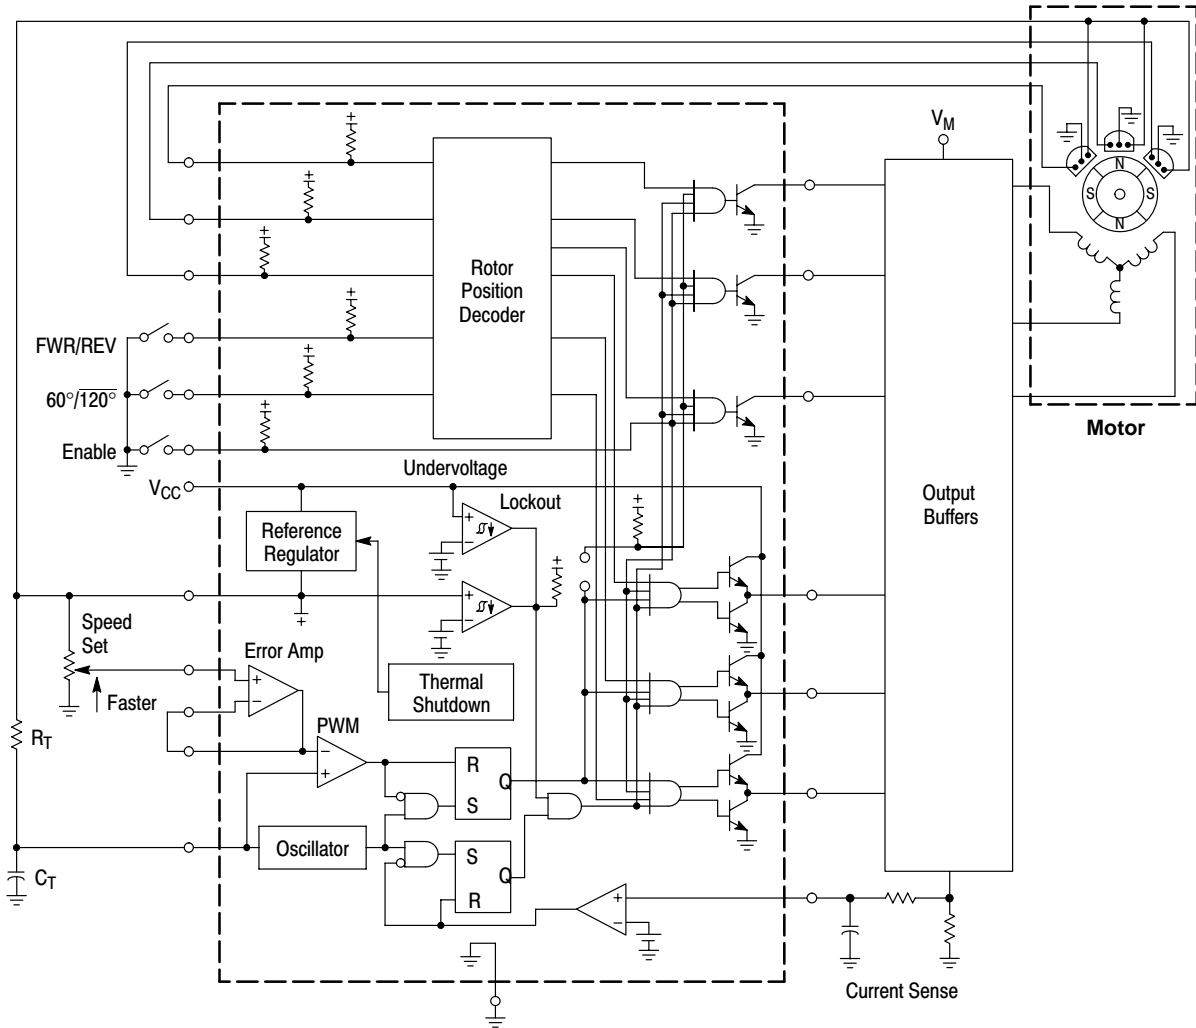 V_M
N
S
S
N
Rotor
Position
Decoder
FWR/REV
60°/120°
Enable
Motor
Undervoltage
Lockout
V_CC
Output
Buffers
Reference
Regulator
Speed
Set
Faster
Error Amp
Thermal
Shutdown
R_T
PWM
R
Q
S
Oscillator
S
Q
R
C_T
Current Sense